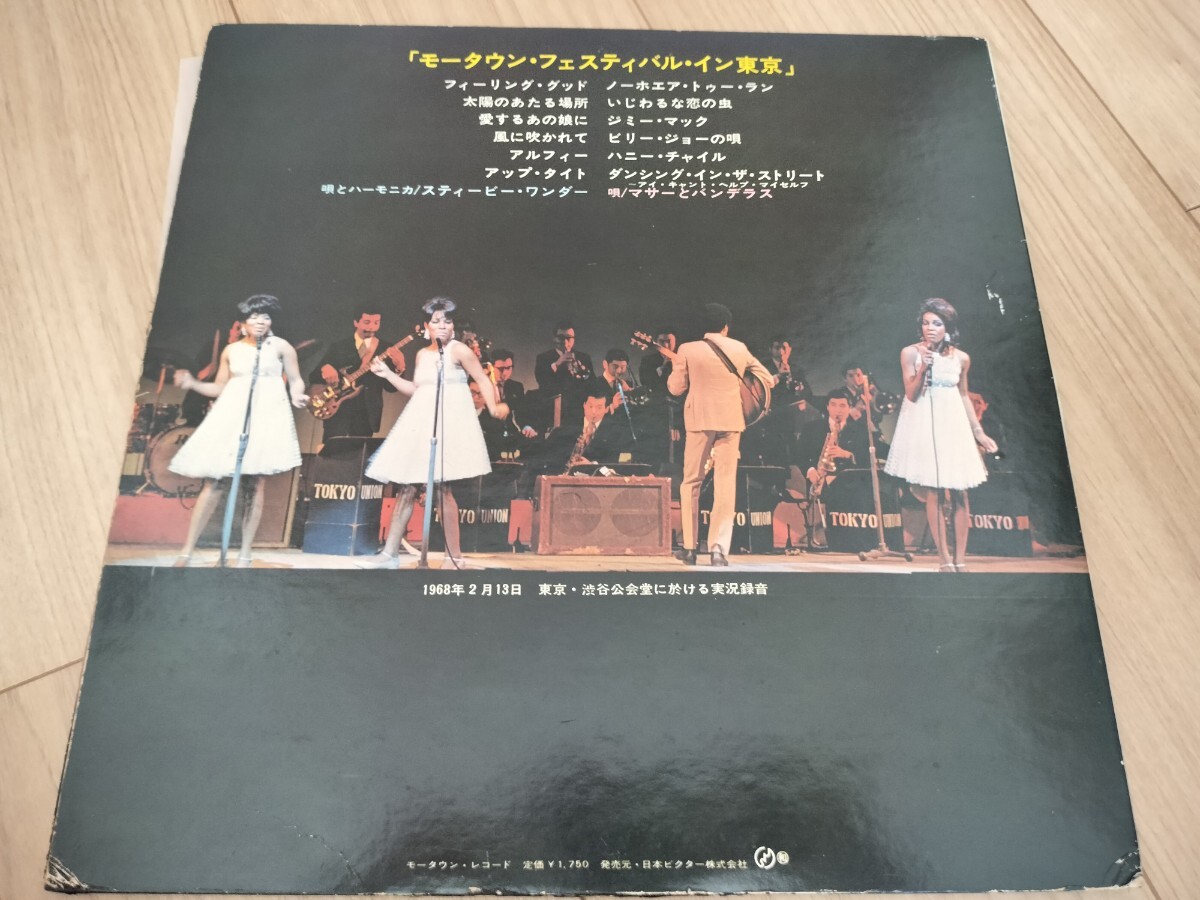 「モータウン・フェスティバル・イン東京」
フィーリング・グッド
太陽のあたる場所
愛するあの娘に
風に吹かれて
アルフィー
アップ・タイト
唄とハーモニカ/スティービー・ワンダー
ノーホエア・トゥー・ラン
いじわるな恋の虫
ジミー・マック
ビリー・ジョーの唄
ハニー・チャイル
ダンシング・イン・ザ・ストリート
―アイ・キャント・ヘルプ・マイセルフ
唄/マサーとバンデラス
TOKYO UNION
UNION
TOKYO UNION
TOKYO UNION
TOKYO
1968年2月13日 東京・渋谷公会堂に於ける実況録音
モータウン・レコード 定価¥1,750 発売元・日本ビクター株式会社